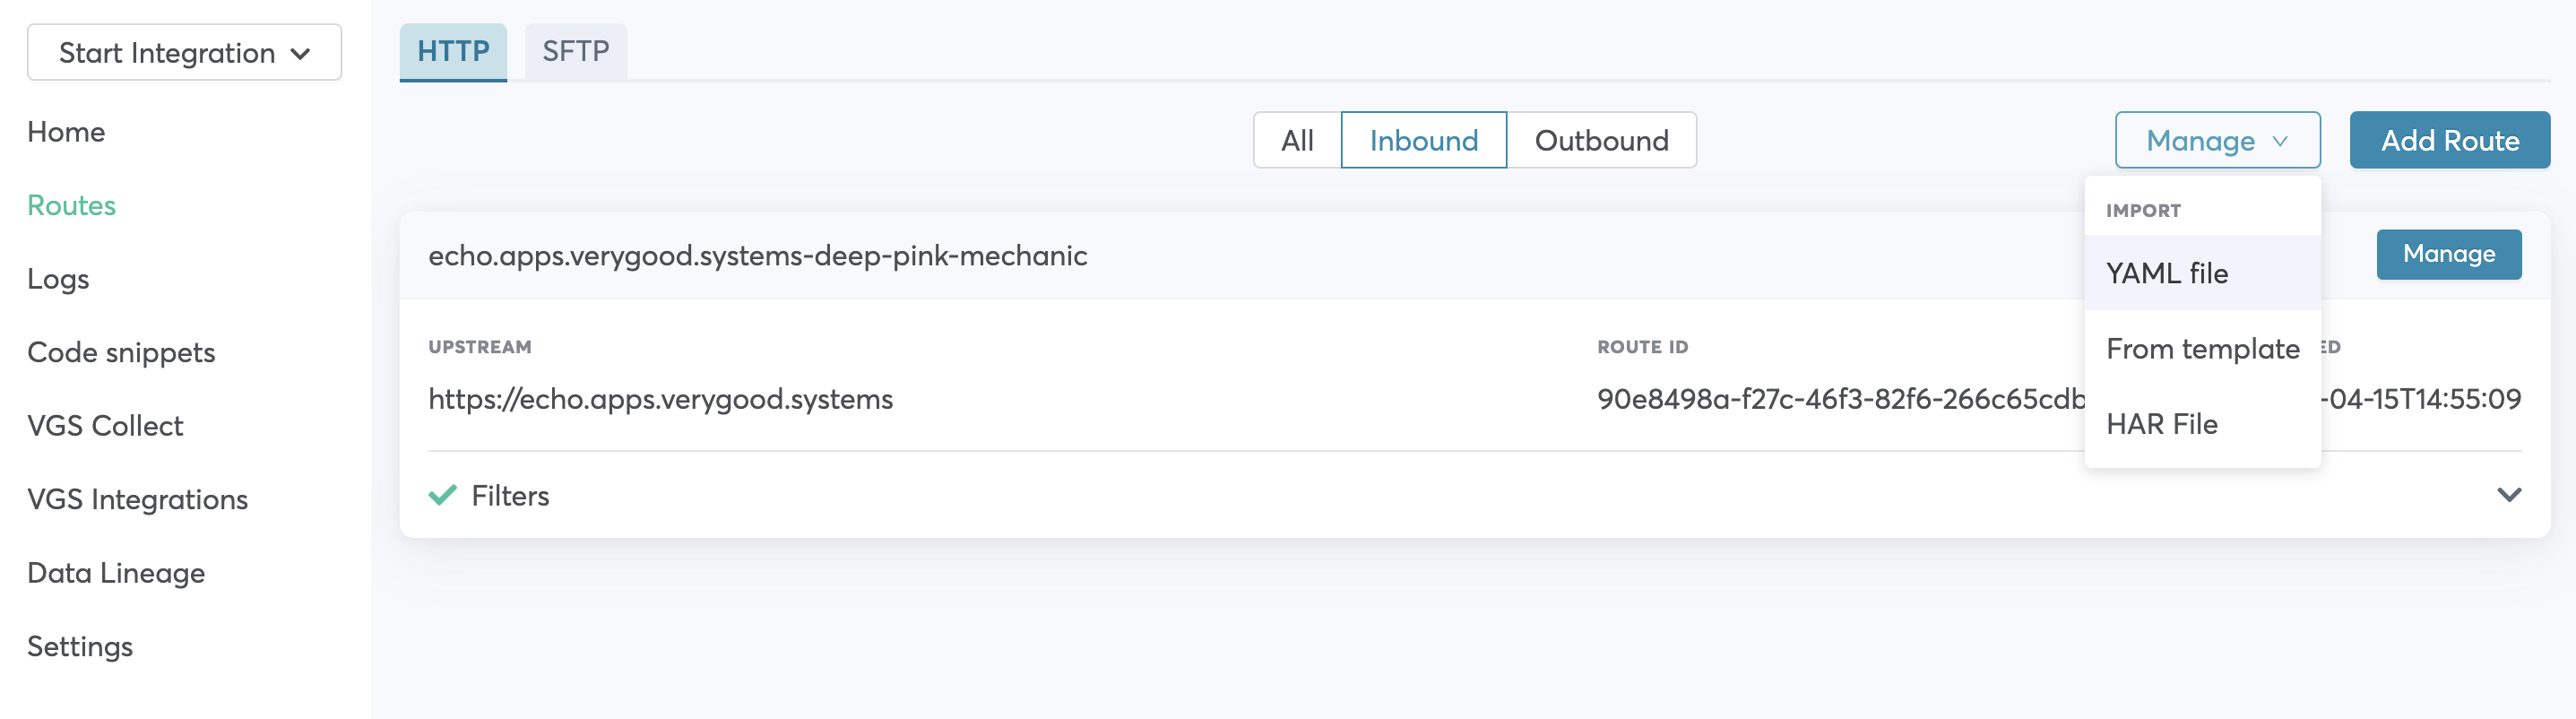 Start Integration
Home
Routes
Logs
Code snippets
VGS Collect
VGS Integrations
Data Lineage
Settings
HTTP
SFTP
All
Inbound
Outbound
Manage
Add Route
IMPORT
YAML file
From template
HAR File
echo.apps.verygood.systems-deep-pink-mechanic
Manage
UPSTREAM
https://echo.apps.verygood.systems
ROUTE ID
90e8498a-f27c-46f3-82f6-266c65cdb
ED
-04-15T14:55:09
Filters